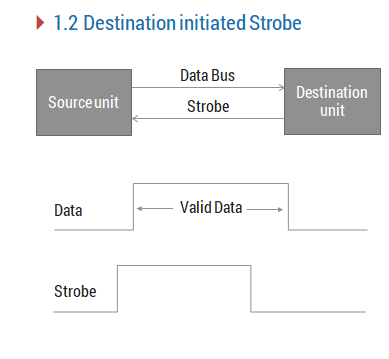 1.2 Destination initiated Strobe
Data Bus
Source unit
Strobe
Destination
unit
Data
Valid Data
Strobe